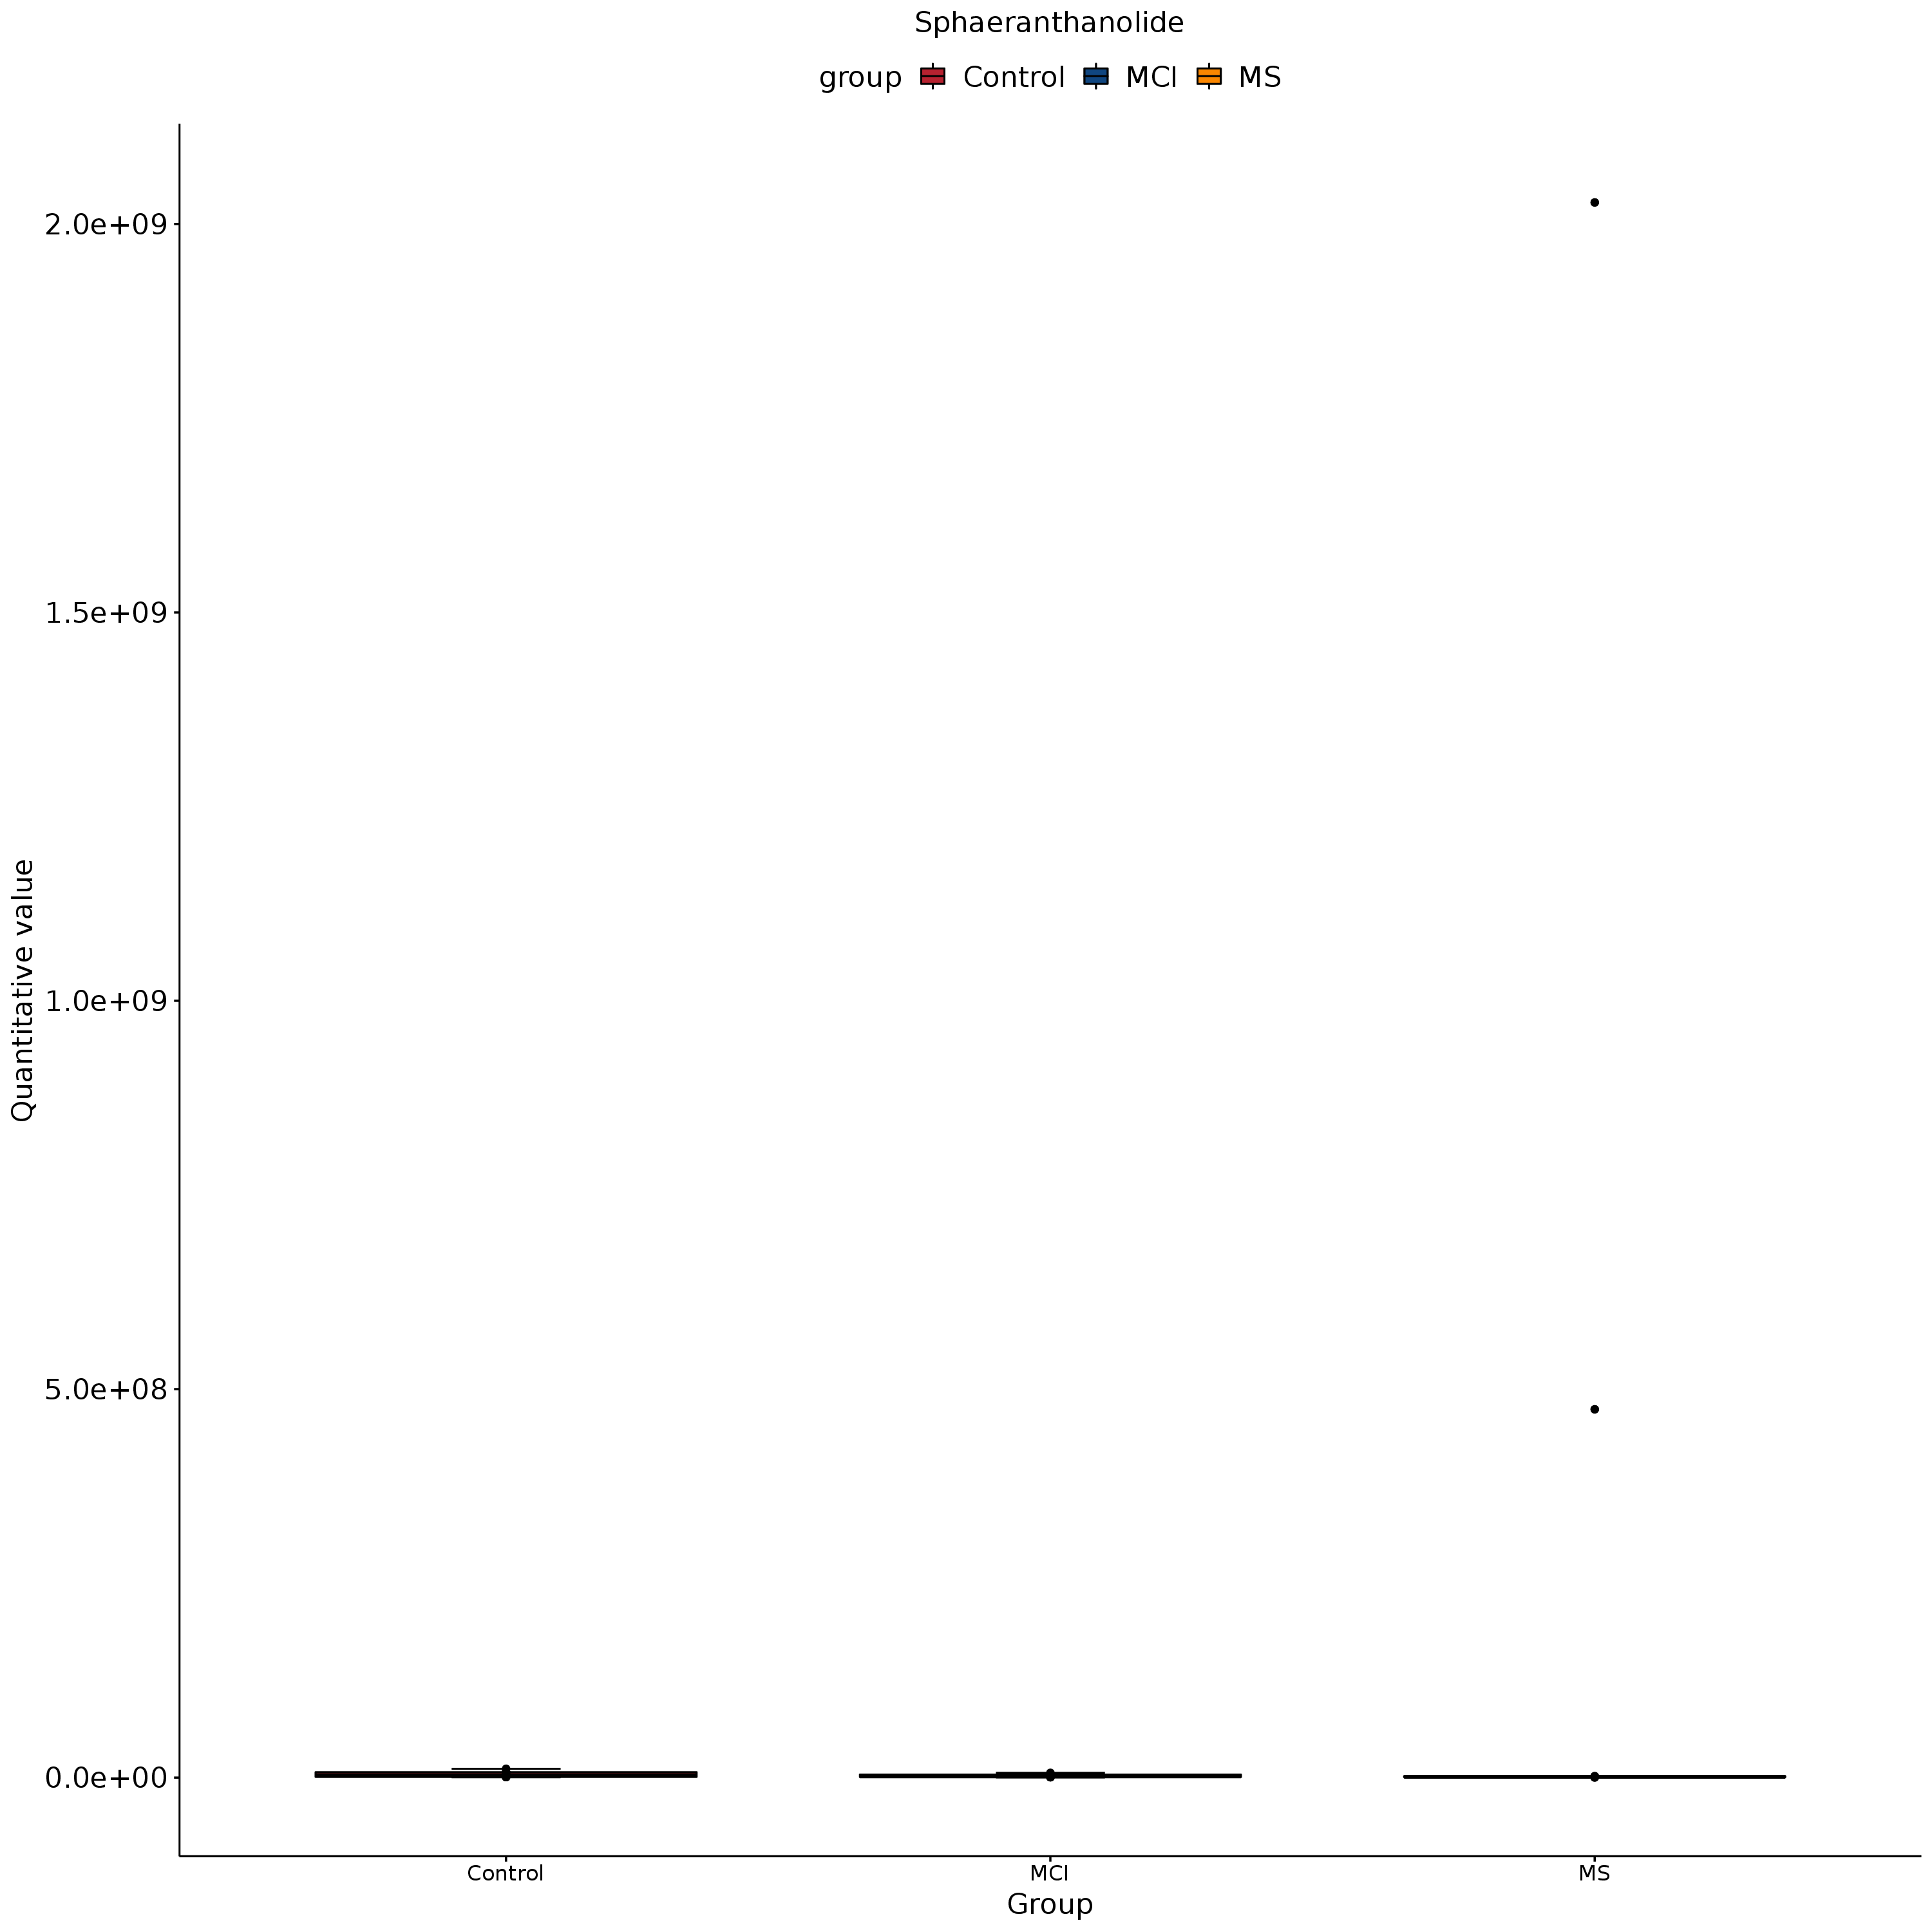 Sphaeranthanolide
group Control MCI MS
2.0e+09
1.5e+09
1.0e+09
5.0e+08
0.0e+00
Quantitative value
Control MCI MS
Group